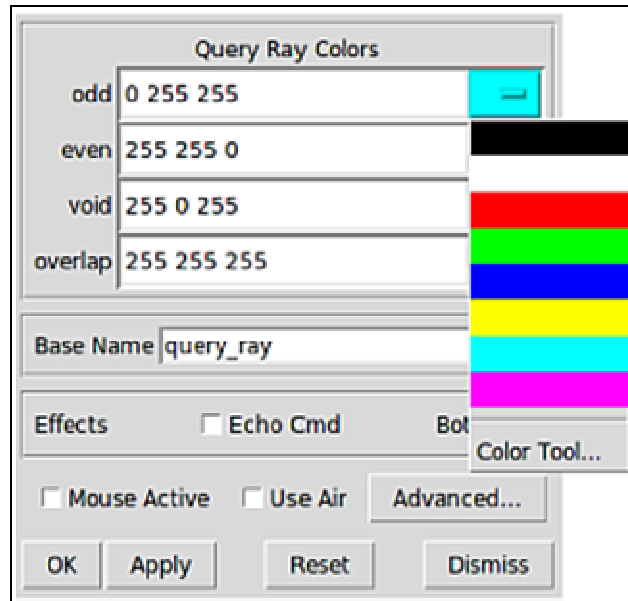 Query Ray Colors
odd 0 255 255
even 255 255 0
void 255 0 255
overlap 255 255 255
Base Name query_ray
Effects Echo Cmd
Color Tool...
Mouse Active Use Air Advanced...
OK Apply Reset Dismiss